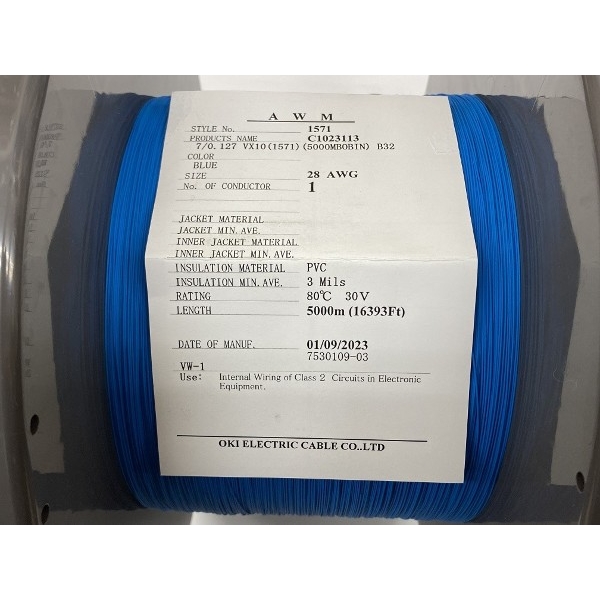 A W M
STYLE No. 1571
PRODUCTS NAME C1023113
7/0.127 VX10(1571)(5000MBOBIN) B32
COLOR
BLUE
SIZE 28 AWG
No. OF CONDUCTOR 1
JACKET MATERIAL
JACKET MIN.AVE.
INNER JACKET MATERIAL
INNER JACKET MIN.AVE.
INSULATION MATERIAL PVC
INSULATION MIN.AVE. 3 Mils
RATING 80℃ 30V
LENGTH 5000m (16393Ft)
DATE OF MANUF. 01/09/2023
7530109-03
VW-1
Use: Internal Wiring of Class 2 Circuits in Electronic
Equipment.
OKI ELECTRIC CABLE CO.,LTD